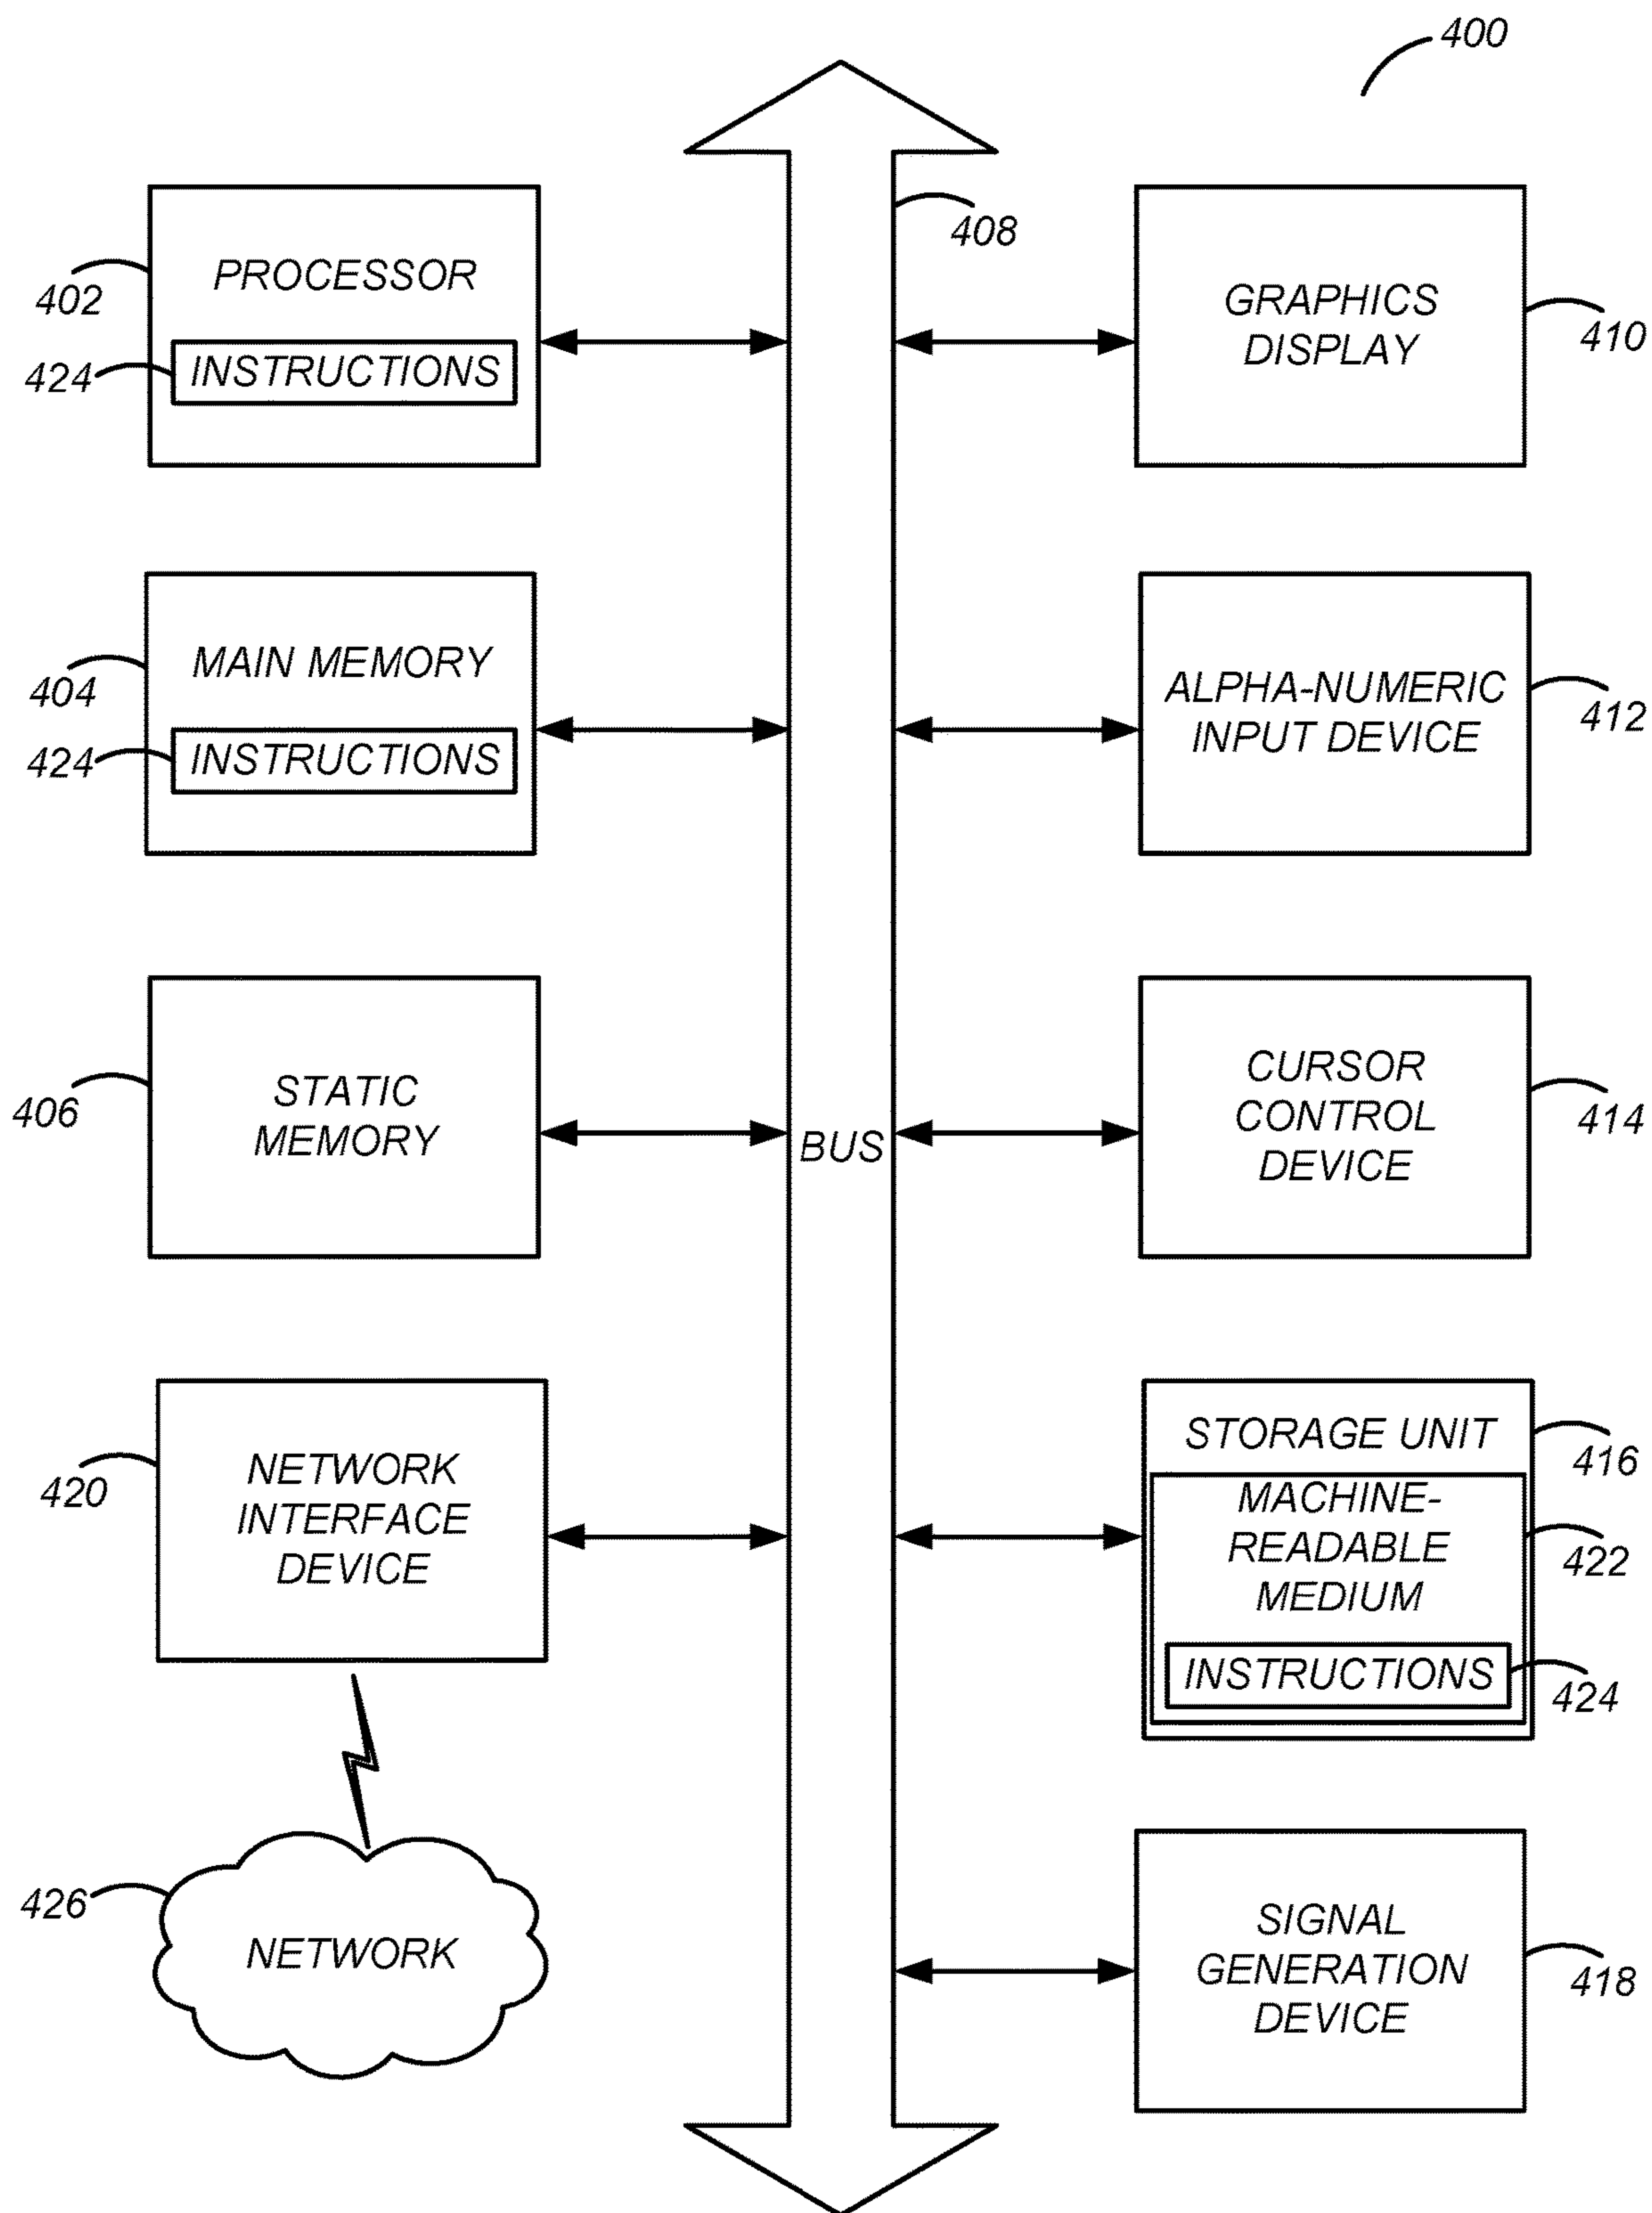 400
408
PROCESSOR
402
INSTRUCTIONS
424
GRAPHICS
DISPLAY
410
MAIN MEMORY
404
INSTRUCTIONS
424
ALPHA-NUMERIC
INPUT DEVICE
412
STATIC
MEMORY
406
BUS
CURSOR
CONTROL
DEVICE
414
NETWORK
INTERFACE
DEVICE
420
STORAGE UNIT
416
MACHINE-
READABLE
MEDIUM
422
INSTRUCTIONS
424
NETWORK
426
SIGNAL
GENERATION
DEVICE
418